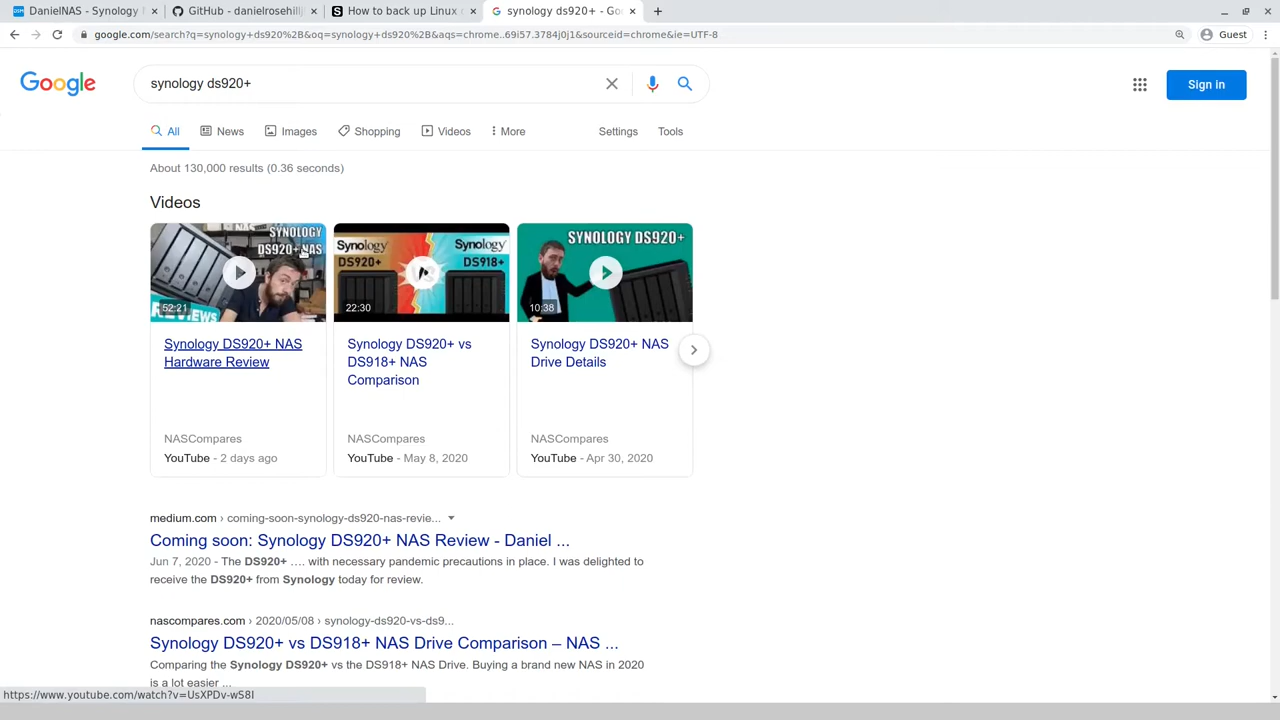 DanielNAS - Synology
GitHub - danielrosehill
How to back up Linux
synology ds920+ - Go
google.com/search?q=synology+ds920%2B&oq=synology+ds920%2B&aqs=chrome..69i57.3784j0j1&sourceid=chrome&ie=UTF-8
Guest
Google
synology ds920+
Sign in
All
News
Images
Shopping
Videos
More
Settings
Tools
About 130,000 results (0.36 seconds)
Videos
SYNOLOGY
DS920+ NAS
REVIEWS
52:21
Synology
DS920+
Synology
DS918+
22:30
SYNOLOGY DS920+
10:38
Synology DS920+ NAS
Hardware Review
Synology DS920+ vs
DS918+ NAS
Comparison
Synology DS920+ NAS
Drive Details
NASCompares
YouTube - 2 days ago
NASCompares
YouTube - May 8, 2020
NASCompares
YouTube - Apr 30, 2020
medium.com › coming-soon-synology-ds920-nas-revie...
Coming soon: Synology DS920+ NAS Review - Daniel ...
Jun 7, 2020 - The DS920+ .... with necessary pandemic precautions in place. I was delighted to
receive the DS920+ from Synology today for review.
nascompares.com › 2020/05/08 › synology-ds920-vs-ds9...
Synology DS920+ vs DS918+ NAS Drive Comparison – NAS ...
Comparing the Synology DS920+ vs the DS918+ NAS Drive. Buying a brand new NAS in 2020
is a lot easier ...
https://www.youtube.com/watch?v=UsXPDv-wS8I